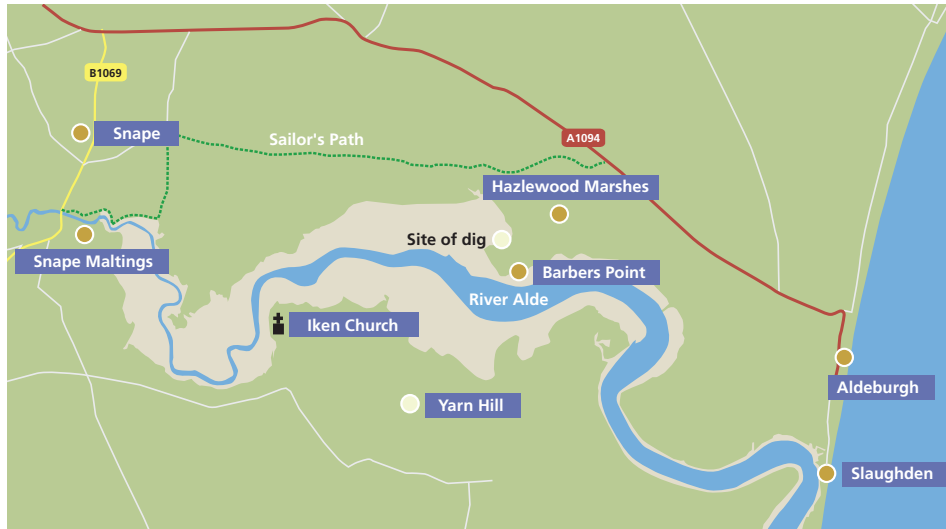 B1069
Snape
Sailor's Path
A1094
Hazlewood Marshes
Site of dig
Snape Maltings
Barbers Point
River Alde
Iken Church
Aldeburgh
Yarn Hill
Slaughden